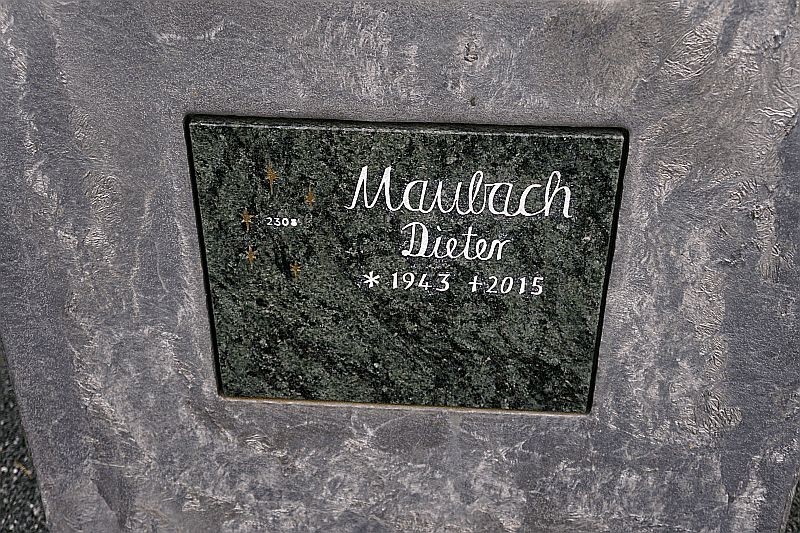 2308
Maubach
Dieter
* 1943 +2015